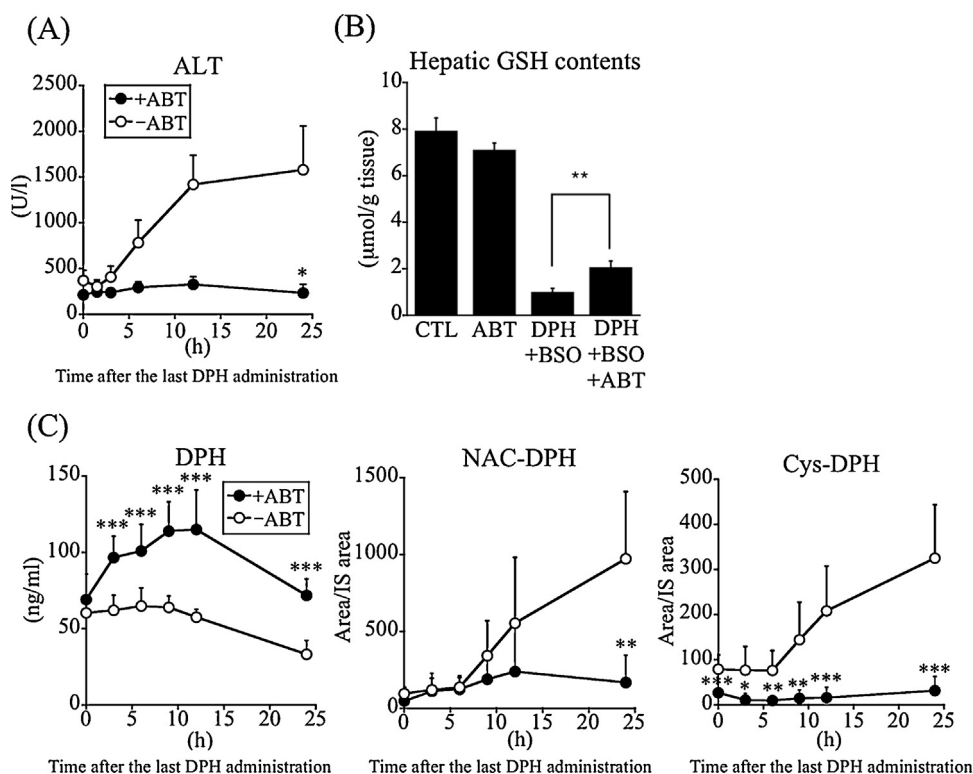 (A)
ALT
2500
2000
1500
1000
500
0
(U/l)
+ABT
−ABT
*
0 5 10 15 20 25
(h)
Time after the last DPH administration
(B)
Hepatic GSH contents
10
8
6
4
2
0
(μmol/g tissue)
**
CTL
ABT
DPH
+BSO
DPH
+BSO
+ABT
(C)
DPH
150
100
50
0
(ng/ml)
+ABT
−ABT
*** *** *** *** ***
0 5 10 15 20 25
(h)
Time after the last DPH administration
NAC-DPH
1500
1000
500
0
Area/IS area
**
0 5 10 15 20 25
(h)
Time after the last DPH administration
Cys-DPH
500
400
300
200
100
0
Area/IS area
*** * ** ** *** ***
0 5 10 15 20 25
(h)
Time after the last DPH administration